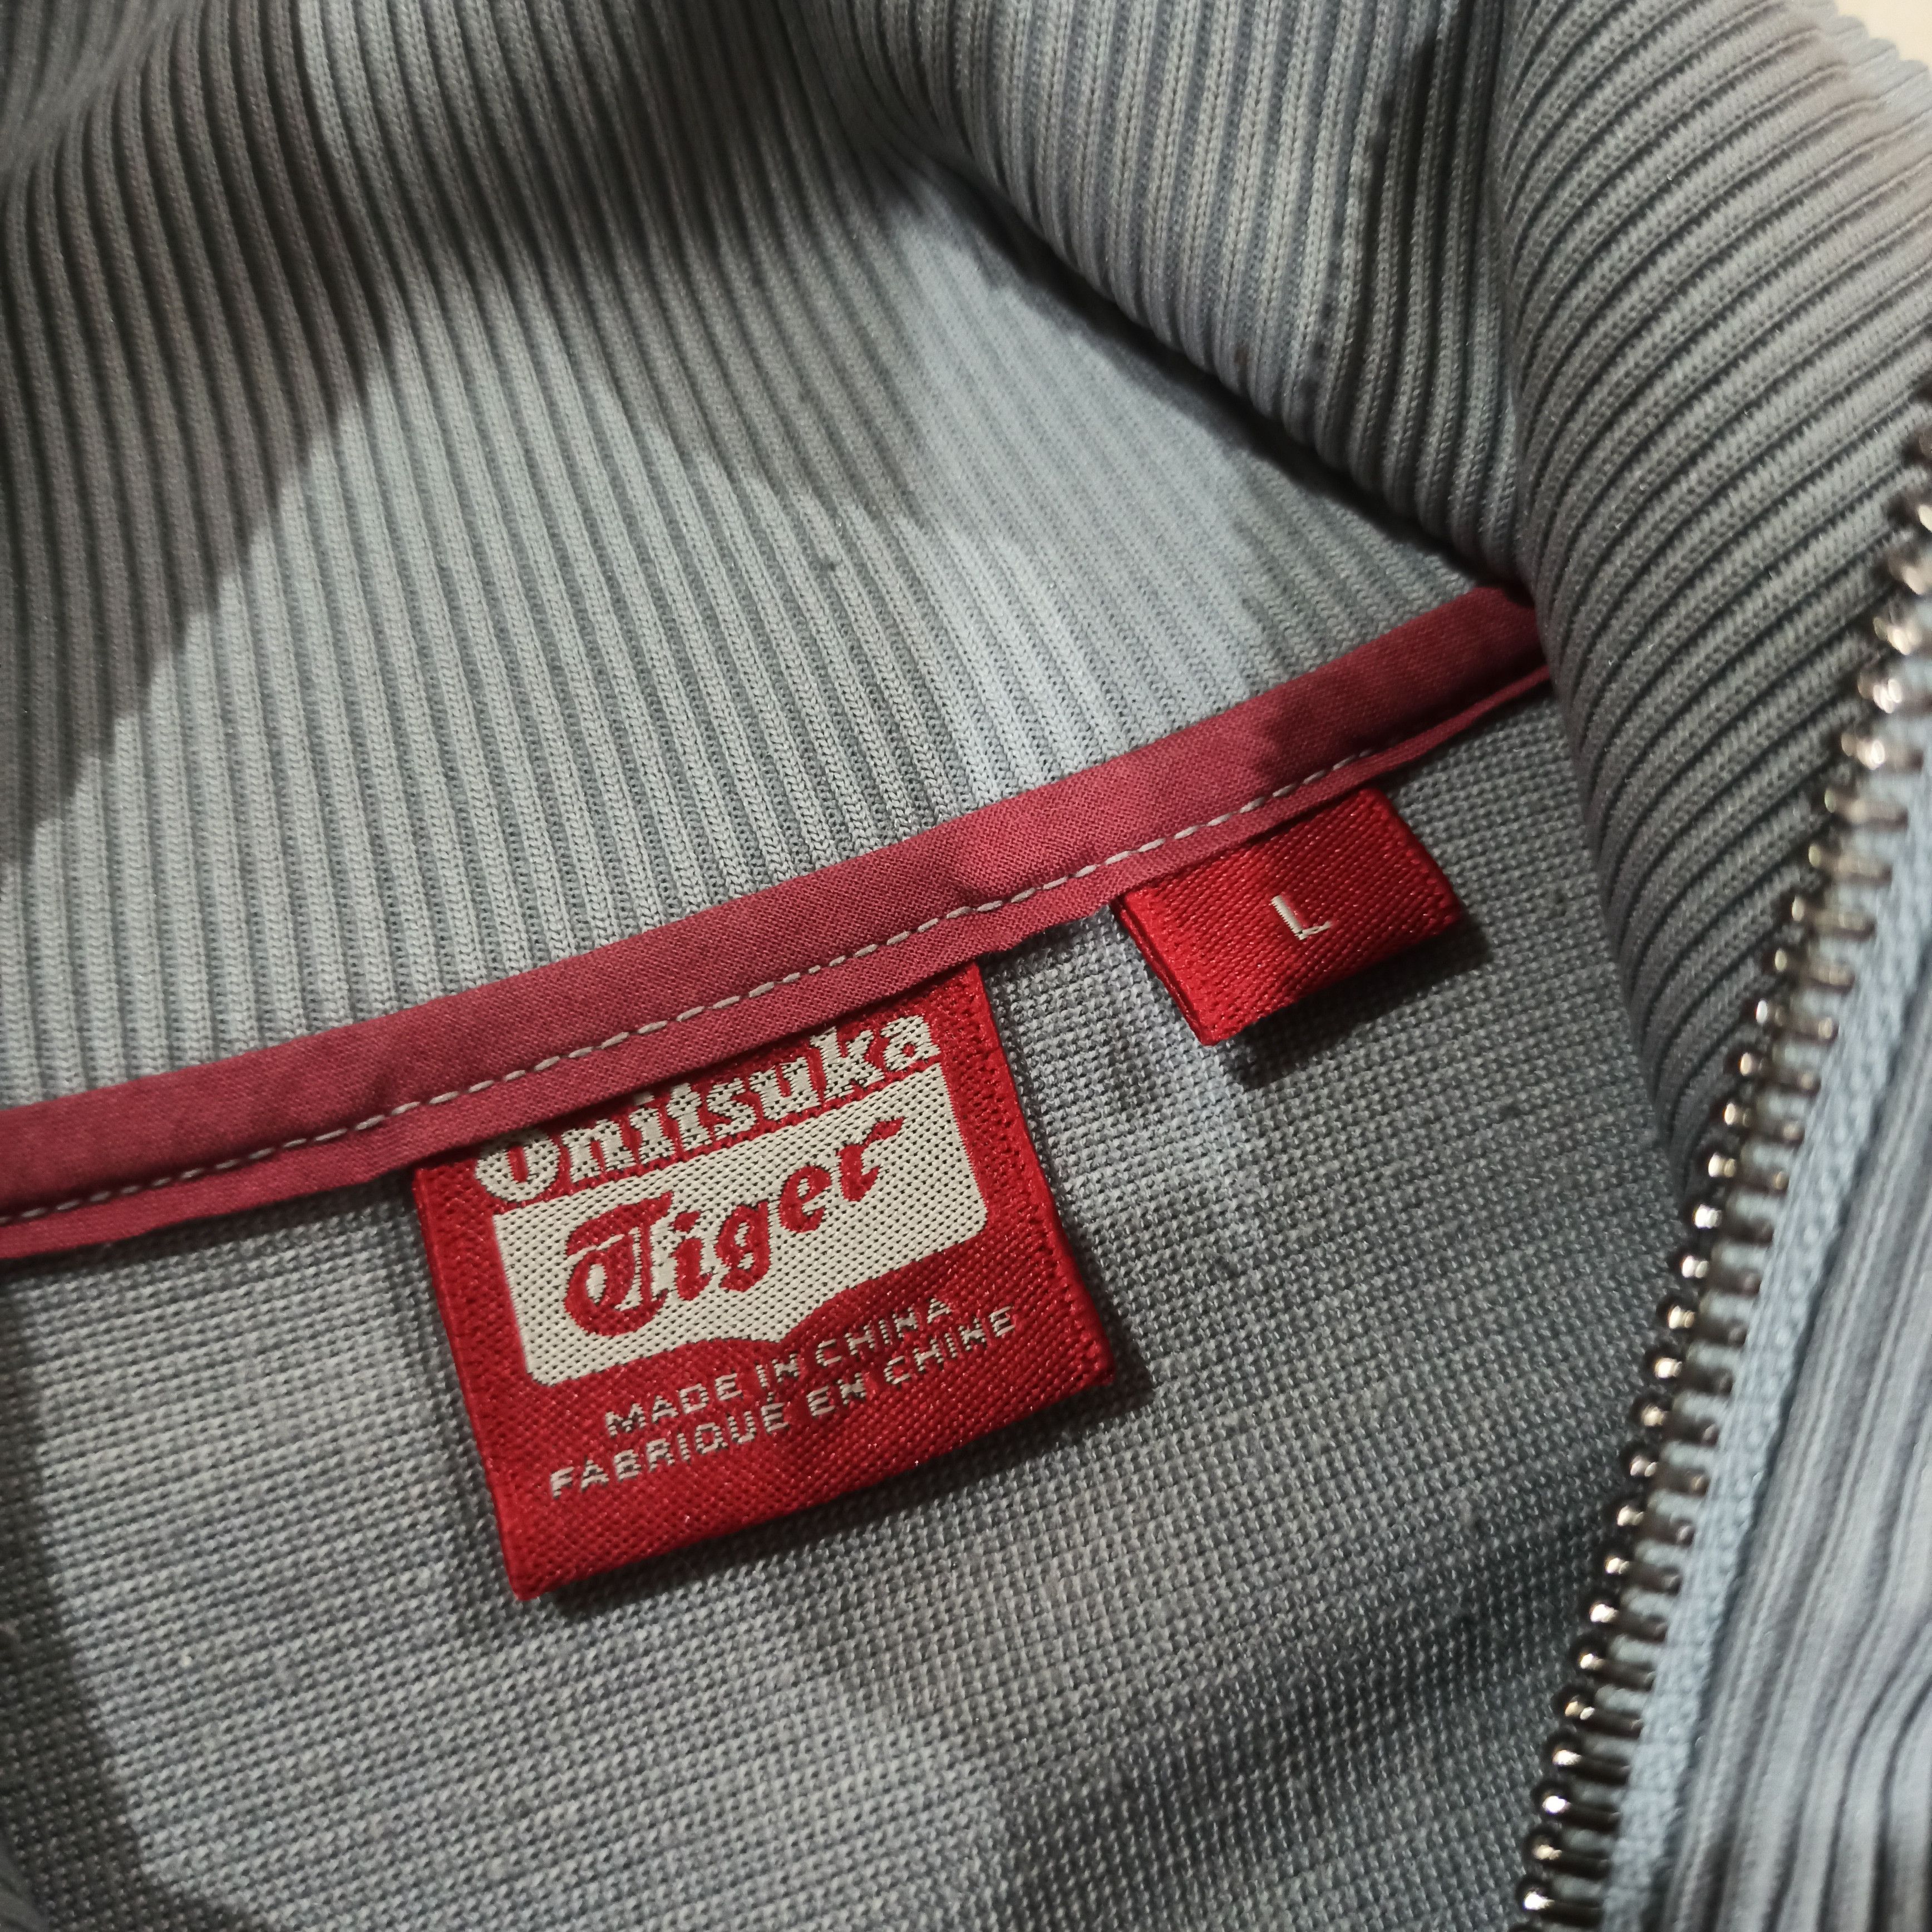 L
Onitsuka
Tiger
MADE IN CHINA
FABRIQUÉ EN CHINE